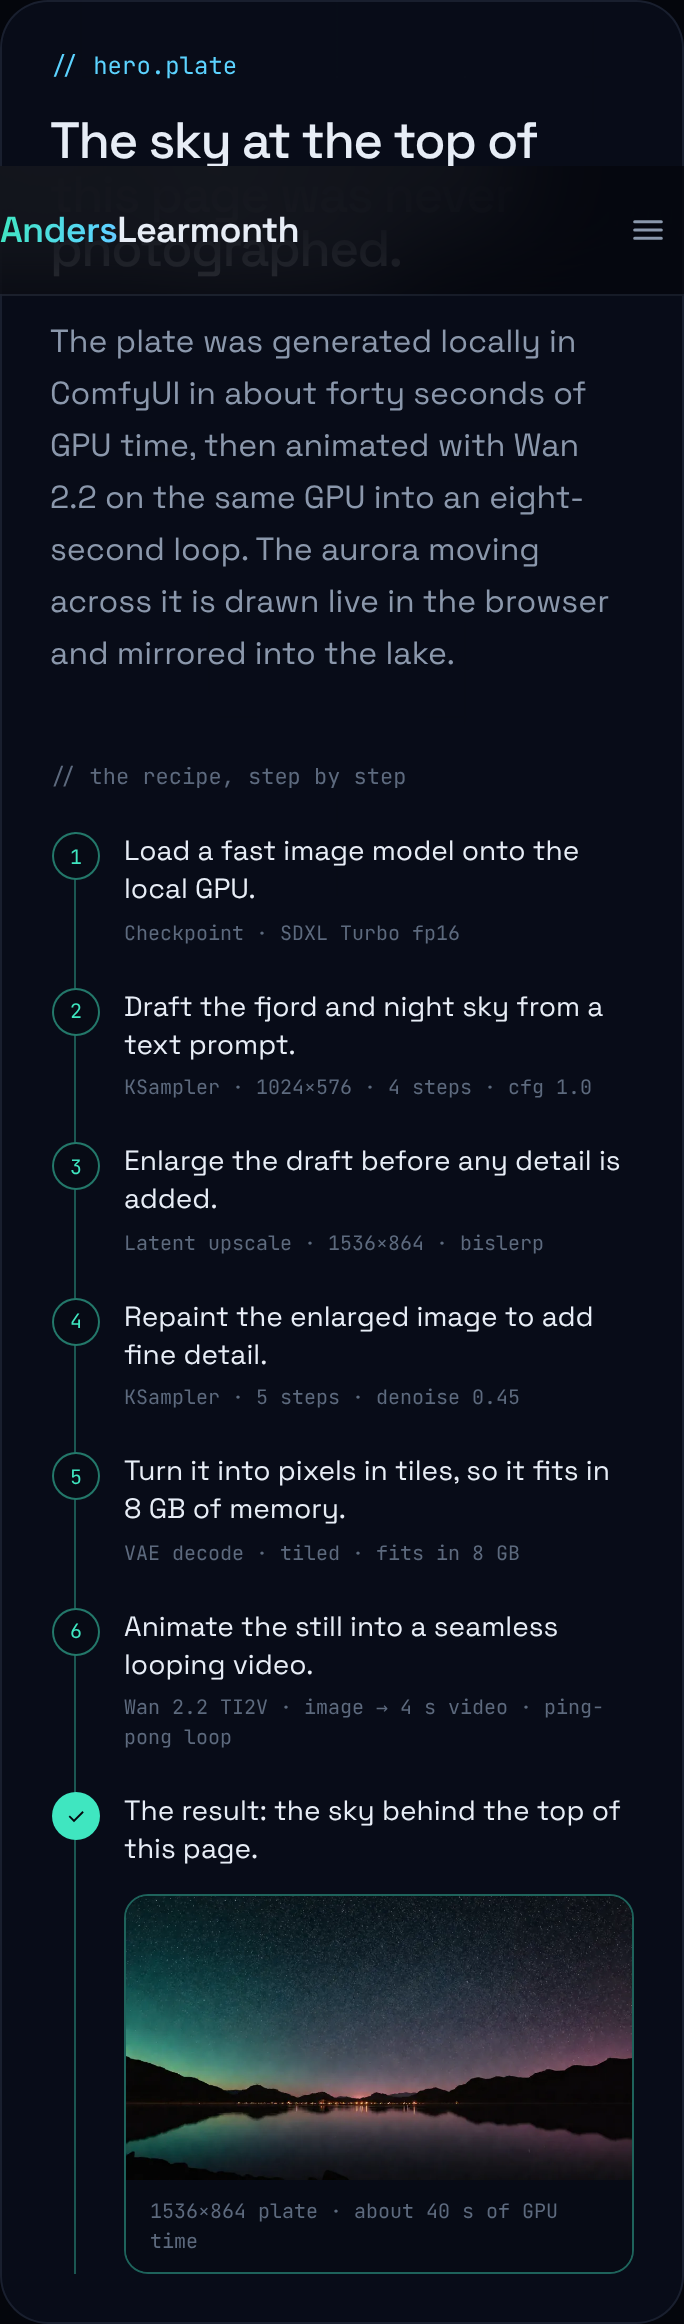 // hero.plate
The sky at the top of
this page was never
AndersLearmonth
photographed.
The plate was generated locally in
ComfyUI in about forty seconds of
GPU time, then animated with Wan
2.2 on the same GPU into an eight-
second loop. The aurora moving
across it is drawn live in the browser
and mirrored into the lake.
// the recipe, step by step
1
Load a fast image model onto the
local GPU.
Checkpoint · SDXL Turbo fp16
2
Draft the fjord and night sky from a
text prompt.
KSampler · 1024×576 · 4 steps · cfg 1.0
3
Enlarge the draft before any detail is
added.
Latent upscale · 1536×864 · bislerp
4
Repaint the enlarged image to add
fine detail.
KSampler · 5 steps · denoise 0.45
5
Turn it into pixels in tiles, so it fits in
8 GB of memory.
VAE decode · tiled · fits in 8 GB
6
Animate the still into a seamless
looping video.
Wan 2.2 TI2V · image → 4 s video · ping-
pong loop
The result: the sky behind the top of
this page.
1536×864 plate · about 40 s of GPU
time